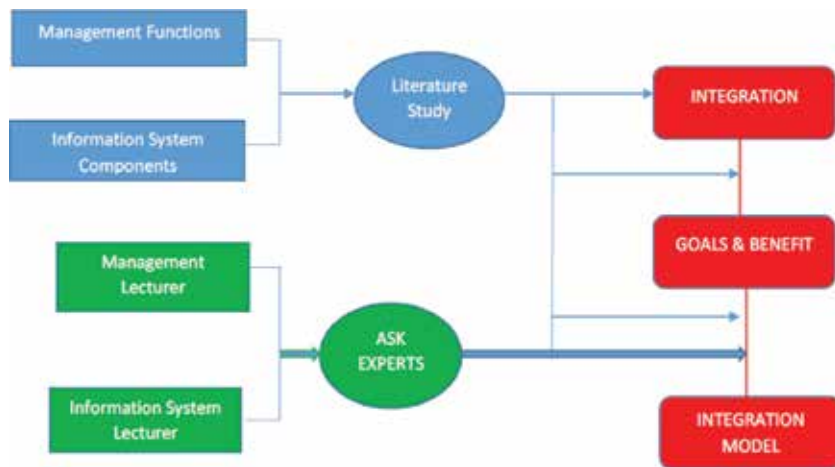 Management Functions
Literature
Study
INTEGRATION
Information System
Components
GOALS & BENEFIT
Management
Lecturer
ASK
EXPERTS
Information System
Lecturer
INTEGRATION
MODEL